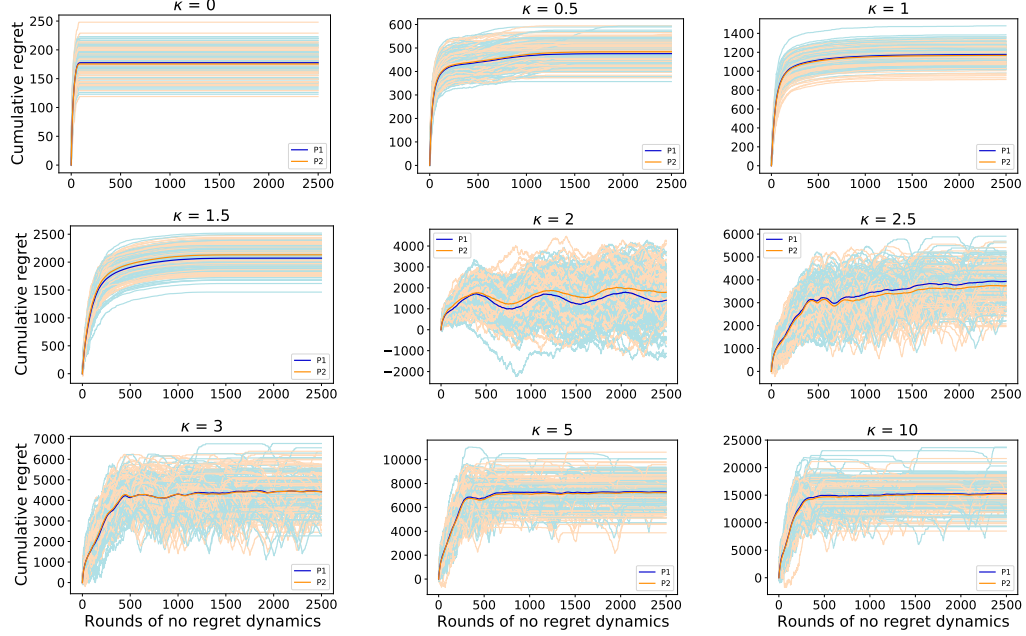 κ = 0
κ = 0.5
κ = 1
Cumulative regret
250
200
150
100
50
0
P1
P2
0 500 1000 1500 2000 2500
600
500
400
300
200
100
0
P1
P2
0 500 1000 1500 2000 2500
1400
1200
1000
800
600
400
200
0
P1
P2
0 500 1000 1500 2000 2500
κ = 1.5
κ = 2
κ = 2.5
Cumulative regret
2500
2000
1500
1000
500
0
P1
P2
0 500 1000 1500 2000 2500
4000
3000
2000
1000
0
−1000
−2000
P1
P2
0 500 1000 1500 2000 2500
6000
5000
4000
3000
2000
1000
0
P1
P2
0 500 1000 1500 2000 2500
κ = 3
κ = 5
κ = 10
Cumulative regret
7000
6000
5000
4000
3000
2000
1000
0
P1
P2
0 500 1000 1500 2000 2500
Rounds of no regret dynamics
10000
8000
6000
4000
2000
0
P1
P2
0 500 1000 1500 2000 2500
Rounds of no regret dynamics
25000
20000
15000
10000
5000
0
P1
P2
0 500 1000 1500 2000 2500
Rounds of no regret dynamics